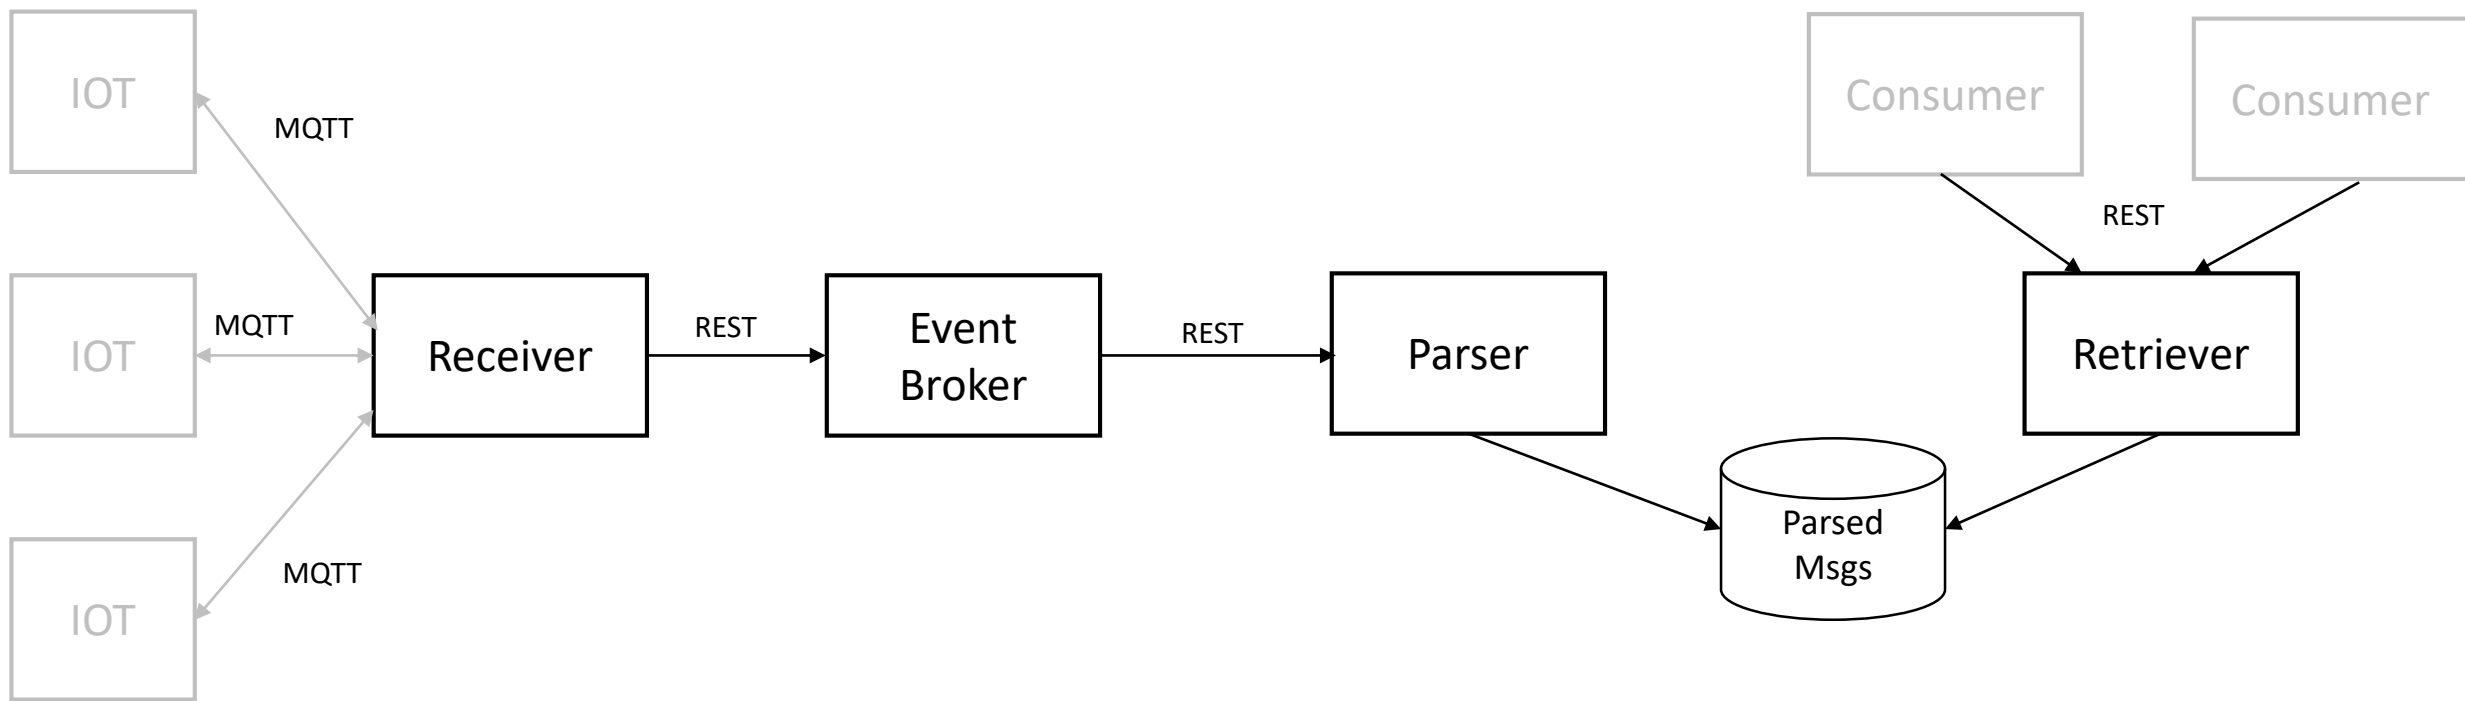 IOT
MQTT
IOT
MQTT
IOT
MQTT
Receiver
REST
Event
Broker
REST
Parser
Parsed
Msgs
Consumer
Consumer
REST
Retriever